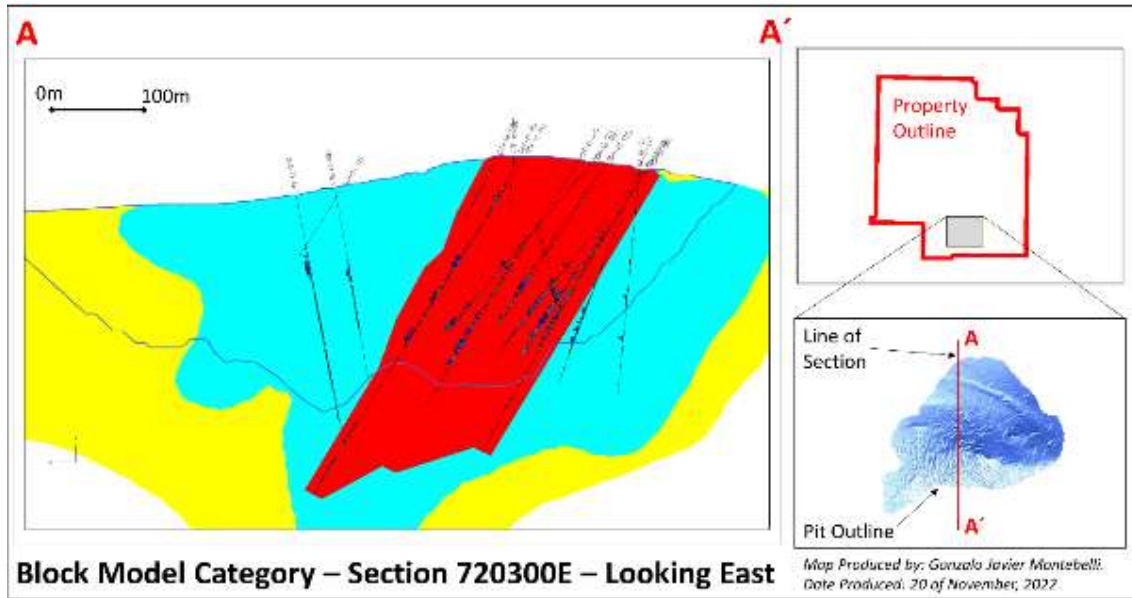 A
A´
0m
100m
Property
Outline
Line of
Section
A
Pit Outline
A´
Block Model Category – Section 720300E – Looking East
Map Produced by: Gonzalo Javier Montebelli.
Date Produced: 20 of November, 2022